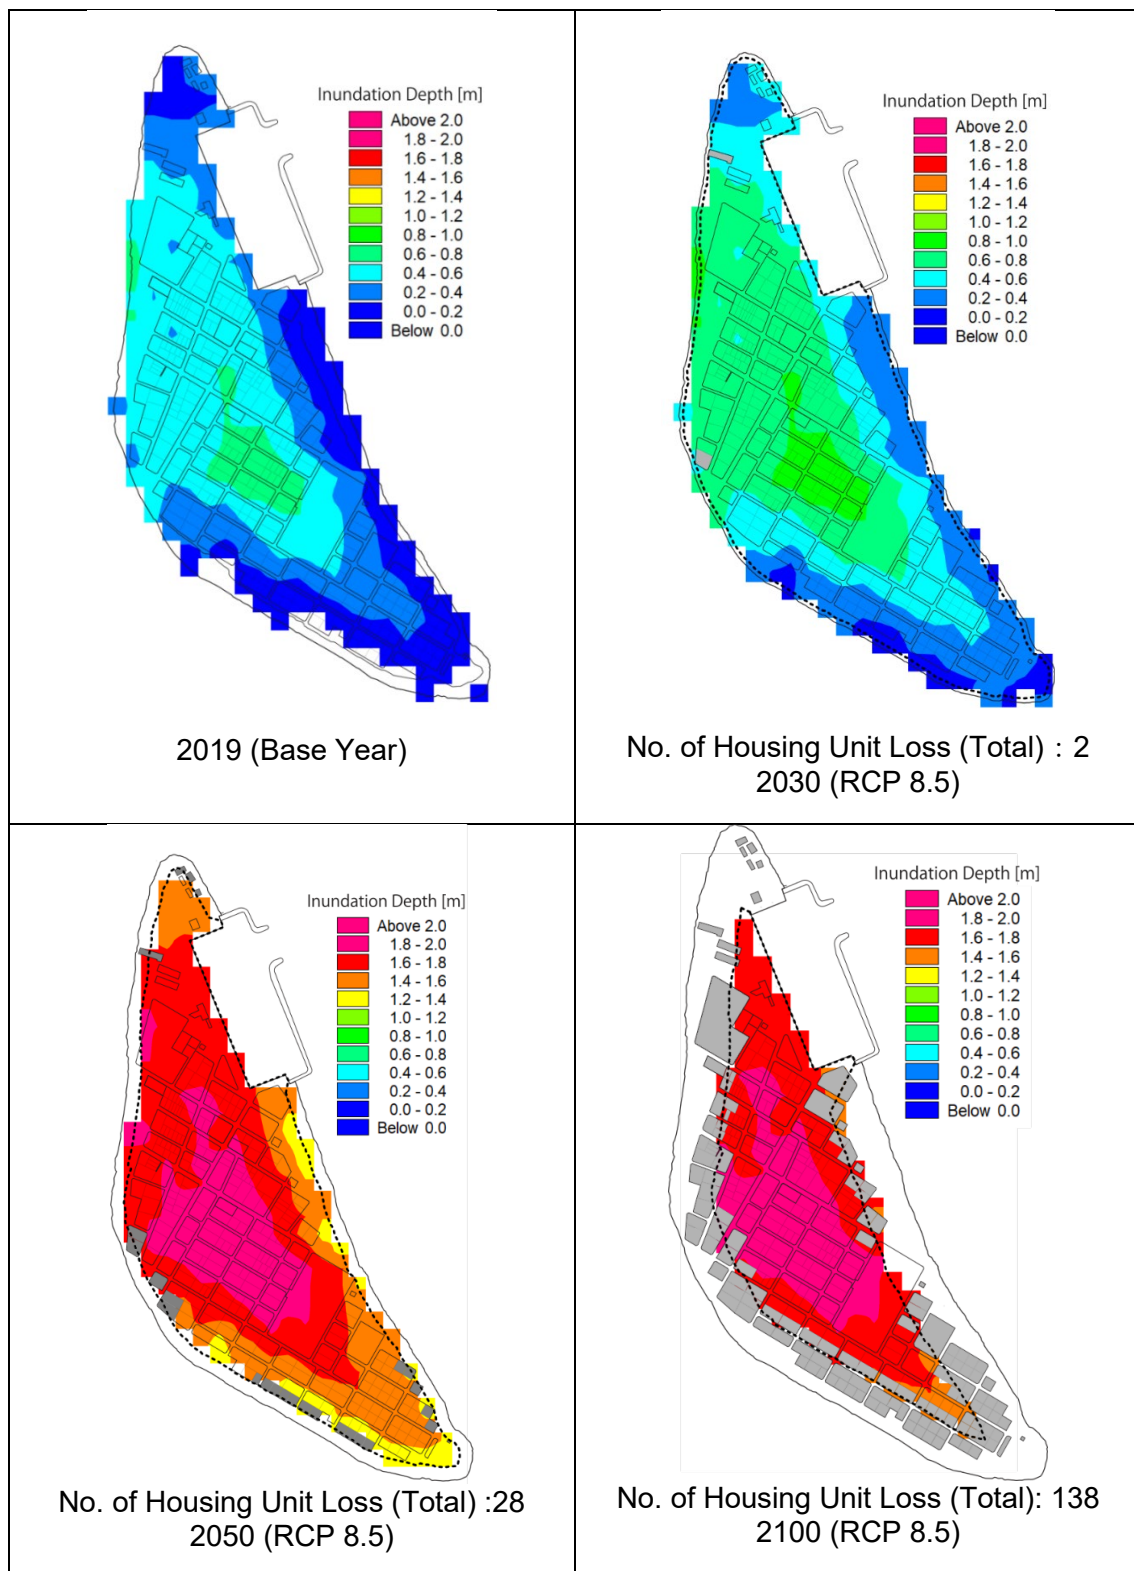 Inundation Depth [m]
Above 2.0
1.8 - 2.0
1.6 - 1.8
1.4 - 1.6
1.2 - 1.4
1.0 - 1.2
0.8 - 1.0
0.6 - 0.8
0.4 - 0.6
0.2 - 0.4
0.0 - 0.2
Below 0.0
2019 (Base Year)
Inundation Depth [m]
Above 2.0
1.8 - 2.0
1.6 - 1.8
1.4 - 1.6
1.2 - 1.4
1.0 - 1.2
0.8 - 1.0
0.6 - 0.8
0.4 - 0.6
0.2 - 0.4
0.0 - 0.2
Below 0.0
No. of Housing Unit Loss (Total) : 2
2030 (RCP 8.5)
Inundation Depth [m]
Above 2.0
1.8 - 2.0
1.6 - 1.8
1.4 - 1.6
1.2 - 1.4
1.0 - 1.2
0.8 - 1.0
0.6 - 0.8
0.4 - 0.6
0.2 - 0.4
0.0 - 0.2
Below 0.0
No. of Housing Unit Loss (Total) :28
2050 (RCP 8.5)
Inundation Depth [m]
Above 2.0
1.8 - 2.0
1.6 - 1.8
1.4 - 1.6
1.2 - 1.4
1.0 - 1.2
0.8 - 1.0
0.6 - 0.8
0.4 - 0.6
0.2 - 0.4
0.0 - 0.2
Below 0.0
No. of Housing Unit Loss (Total): 138
2100 (RCP 8.5)